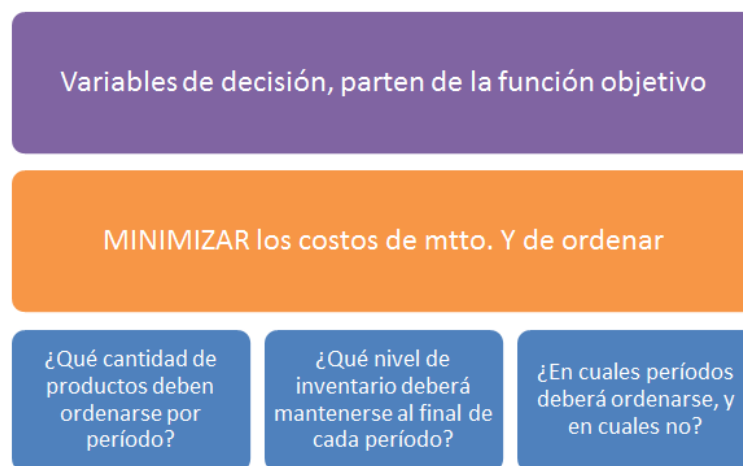 Variables de decisión, parten de la función objetivo
MINIMIZAR los costos de mtto. Y de ordenar
¿Qué cantidad de
productos deben
ordenarse por
período?
¿Qué nivel de
inventario deberá
mantenerse al final de
cada período?
¿En cuales períodos
deberá ordenarse, y
en cuales no?